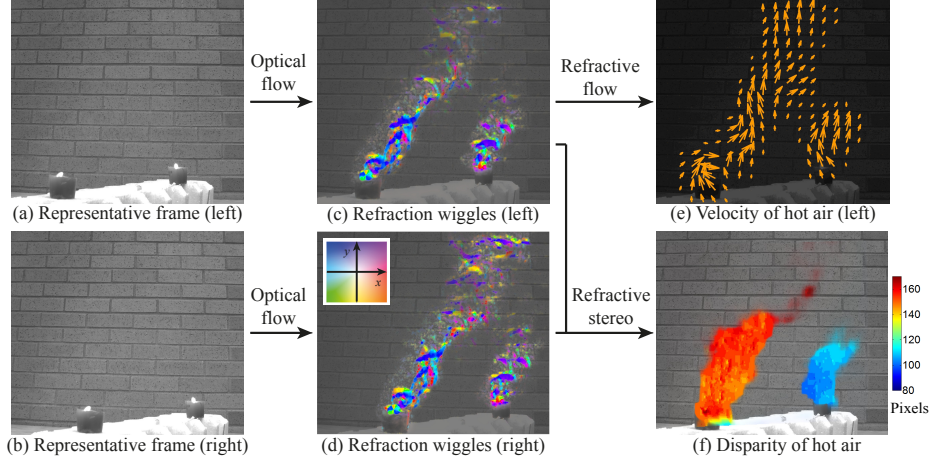 Optical
flow
Refractive
flow
(a) Representative frame (left)
(c) Refraction wiggles (left)
(e) Velocity of hot air (left)
y
x
Optical
flow
Refractive
stereo
160
140
120
100
80
Pixels
(b) Representative frame (right)
(d) Refraction wiggles (right)
(f) Disparity of hot air